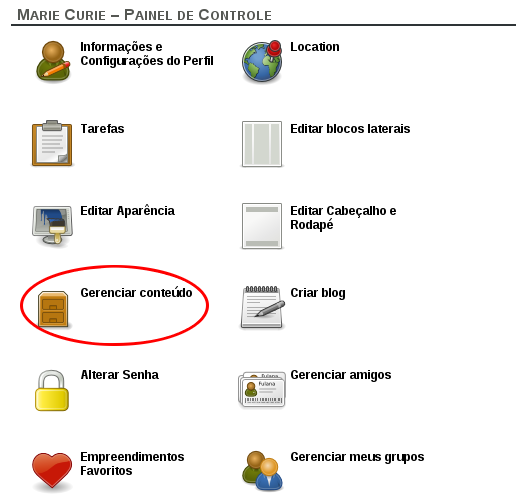 MARIE CURIE – PAINEL DE CONTROLE
Informações e
Configurações do Perfil
Location
Tarefas
Editar blocos laterais
Editar Aparência
Editar Cabeçalho e
Rodapé
Gerenciar conteúdo
Criar blog
Alterar Senha
Fulana
Fulana
Gerenciar amigos
Empreendimentos
Favoritos
Gerenciar meus grupos